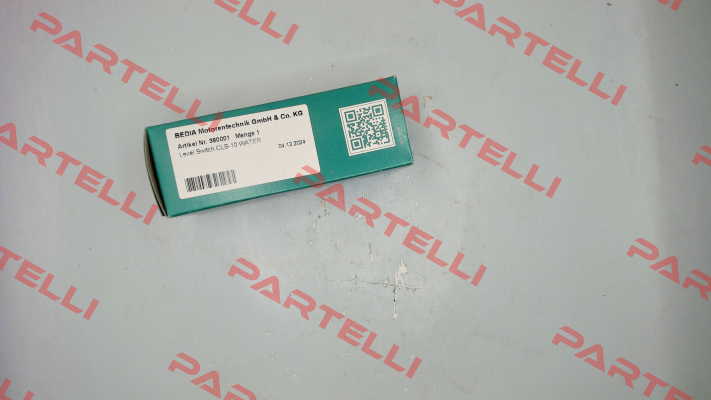 BEDIA Motorentechnik GmbH & Co. KG
Artikel Nr. 360001 Menge 1
Level Switch CLS-10 WATER 04.12.2024
PARTELLI
PARTELLI
PARTELLI
PARTELLI
PARTELLI
PARTELLI
PARTELLI
PARTELLI